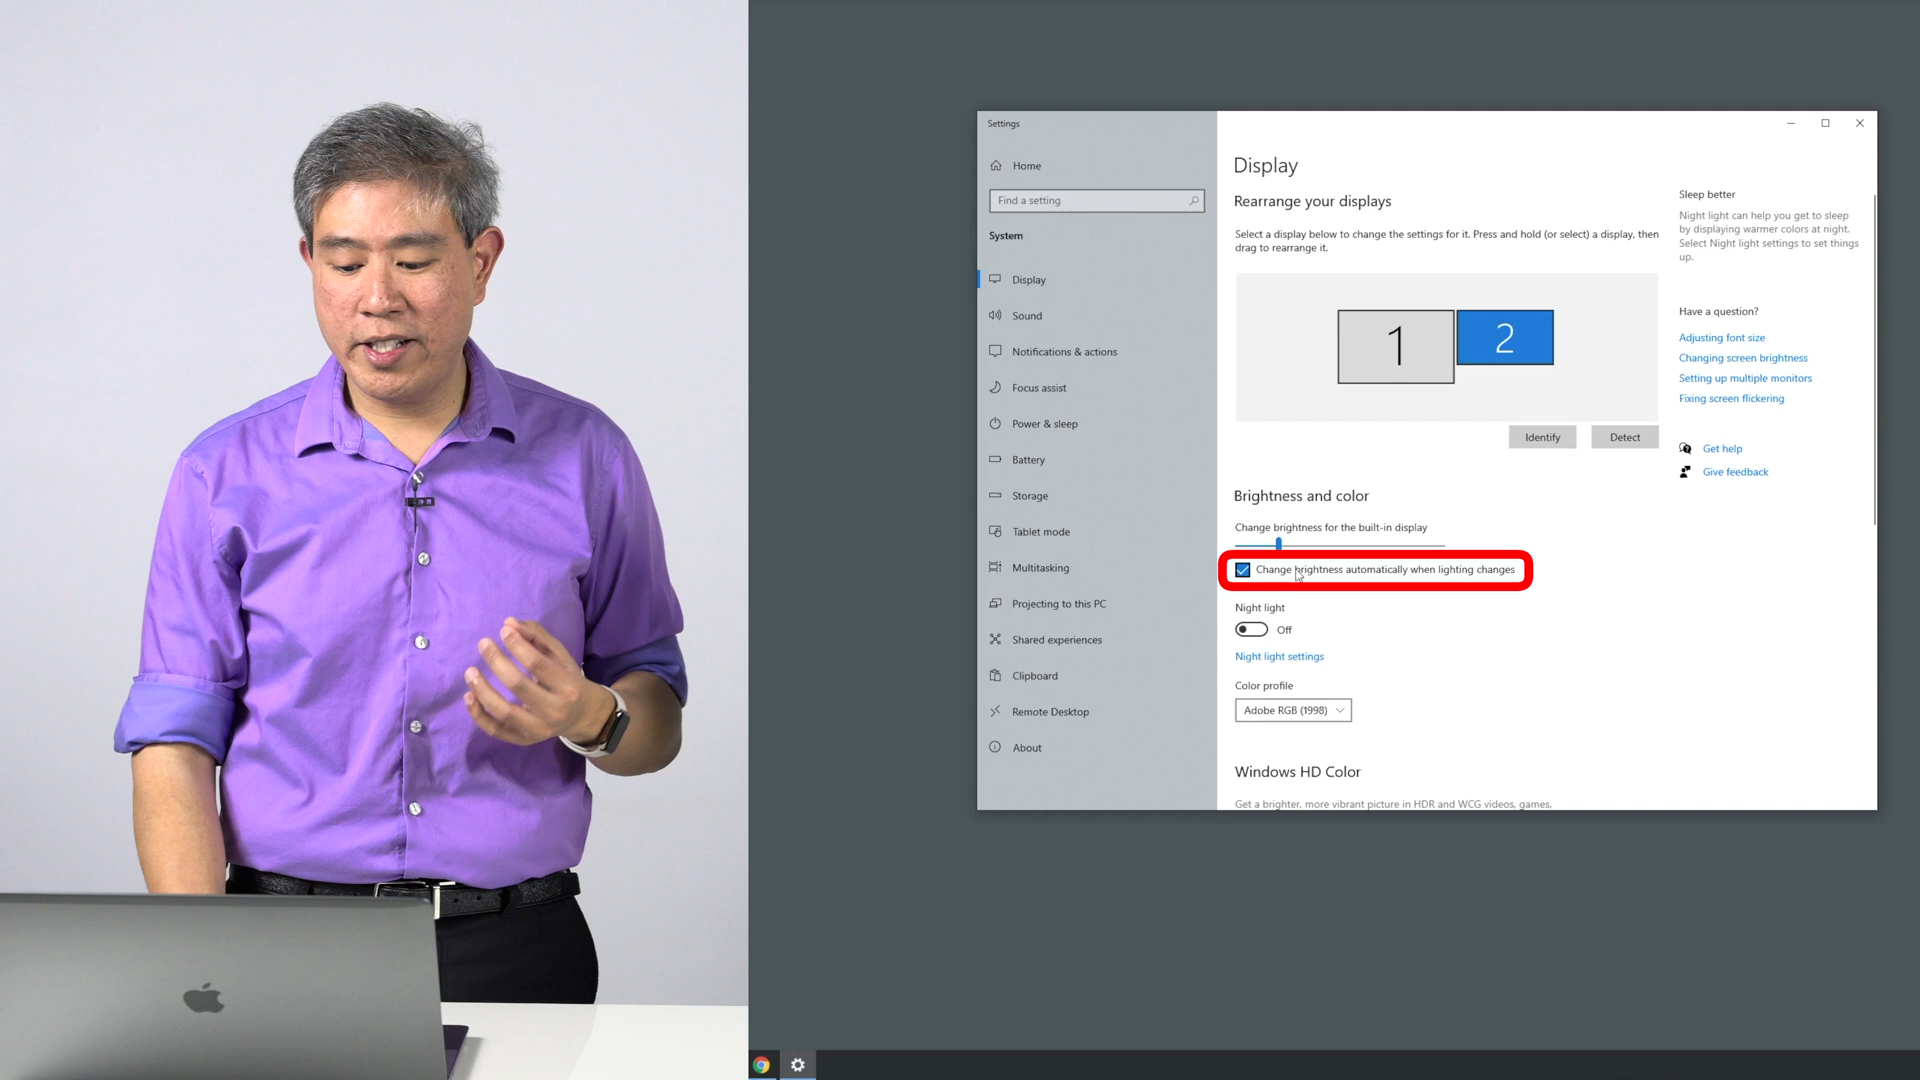 Settings
Home
Find a setting
System
Display
Sound
Notifications & actions
Focus assist
Power & sleep
Battery
Storage
Tablet mode
Multitasking
Projecting to this PC
Shared experiences
Clipboard
Remote Desktop
About
Display
Rearrange your displays
Select a display below to change the settings for it. Press and hold (or select) a display, then
drag to rearrange it.
1
2
Identify
Detect
Brightness and color
Change brightness for the built-in display
Change brightness automatically when lighting changes
Night light
Off
Night light settings
Color profile
Adobe RGB (1998)
Windows HD Color
Get a brighter, more vibrant picture in HDR and WCG videos, games,
Sleep better
Night light can help you get to sleep
by displaying warmer colors at night.
Select Night light settings to set things
up.
Have a question?
Adjusting font size
Changing screen brightness
Setting up multiple monitors
Fixing screen flickering
Get help
Give feedback